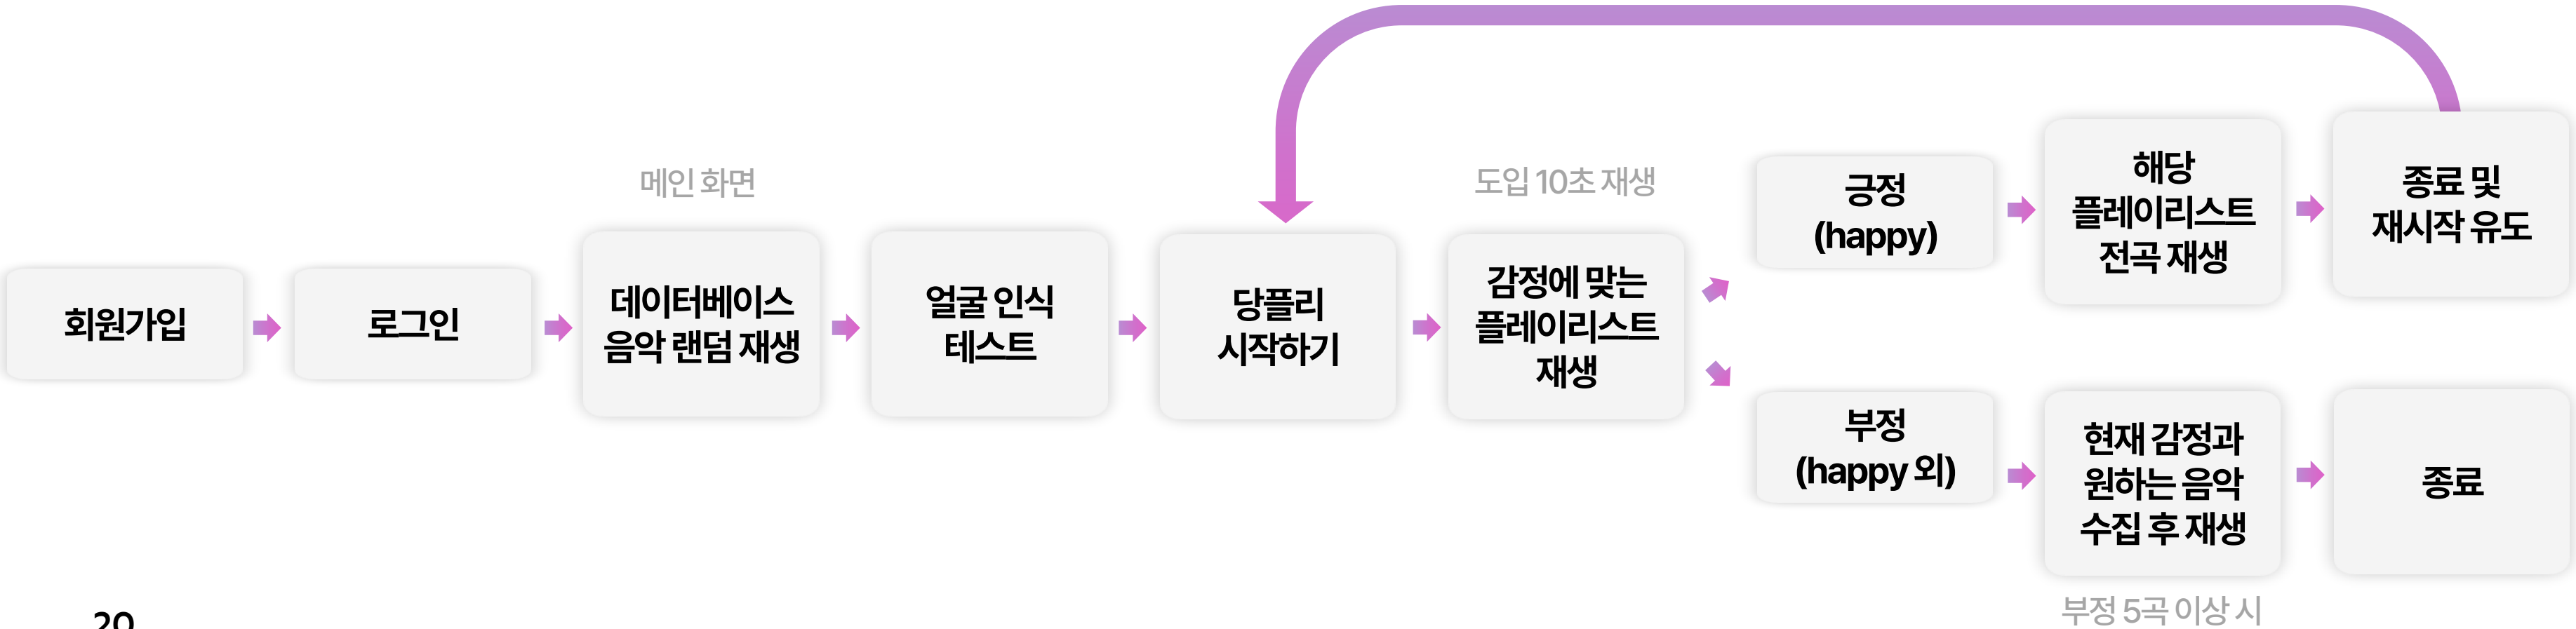 회원가입
로그인
메인 화면
데이터베이스
음악 랜덤 재생
얼굴 인식
테스트
당플리
시작하기
도입 10초 재생
감정에 맞는
플레이리스트
재생
긍정
(happy)
해당
플레이리스트
전곡 재생
종료 및
재시작 유도
부정
(happy 외)
현재 감정과
원하는 음악
수집 후 재생
부정 5곡 이상 시
종료
20